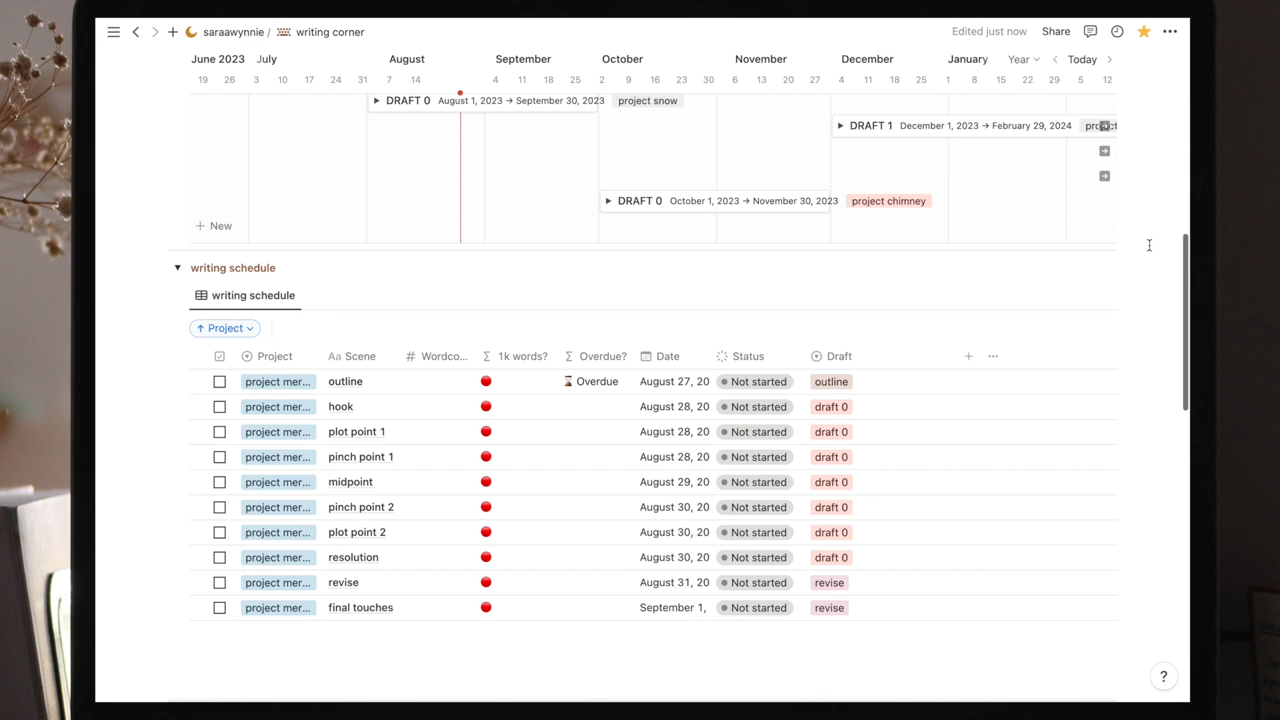 saraawynnie / writing corner Edited just now Share
June 2023 July August September October November December January Year Today
19 26 3 10 17 24 31 7 14 4 11 18 25 2 9 16 23 30 6 13 20 27 4 11 18 25 1 8 15 22 29 5 12
DRAFT 0 August 1, 2023 → September 30, 2023 project snow
DRAFT 1 December 1, 2023 → February 29, 2024
DRAFT 0 October 1, 2023 → November 30, 2023 project chimney
+ New
writing schedule
writing schedule
↑ Project
Project Aa Scene # Wordco... Σ 1k words? Σ Overdue? Date Status Draft + ...
project mer... outline Overdue August 27, 20 Not started outline
project mer... hook August 28, 20 Not started draft 0
project mer... plot point 1 August 28, 20 Not started draft 0
project mer... pinch point 1 August 28, 20 Not started draft 0
project mer... midpoint August 29, 20 Not started draft 0
project mer... pinch point 2 August 30, 20 Not started draft 0
project mer... plot point 2 August 30, 20 Not started draft 0
project mer... resolution August 30, 20 Not started draft 0
project mer... revise August 31, 20 Not started revise
project mer... final touches September 1, Not started revise
?